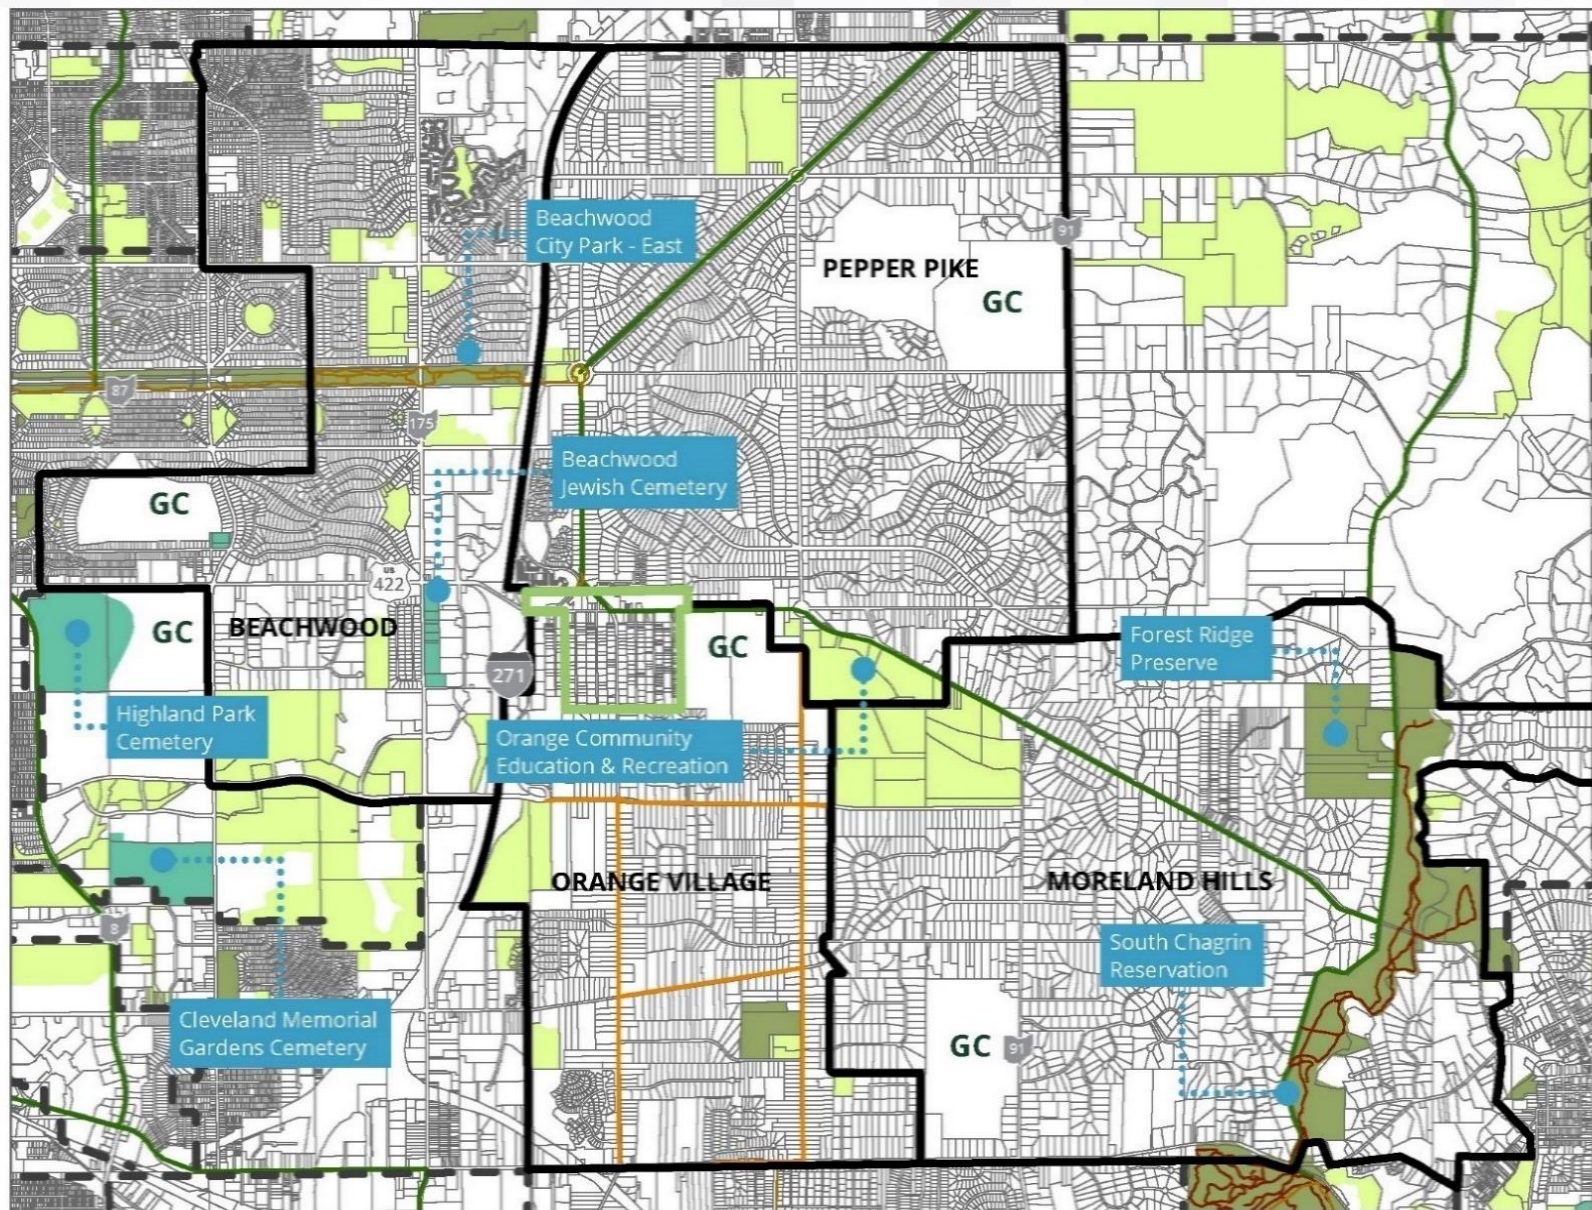 Beachwood
City Park - East
91
PEPPER PIKE
GC
87
175
Beachwood
Jewish Cemetery
GC
US
422
GC
BEACHWOOD
GC
Forest Ridge
Preserve
271
Highland Park
Cemetery
Orange Community
Education & Recreation
ORANGE VILLAGE
MORELAND HILLS
8
South Chagrin
Reservation
Cleveland Memorial
Gardens Cemetery
GC
91